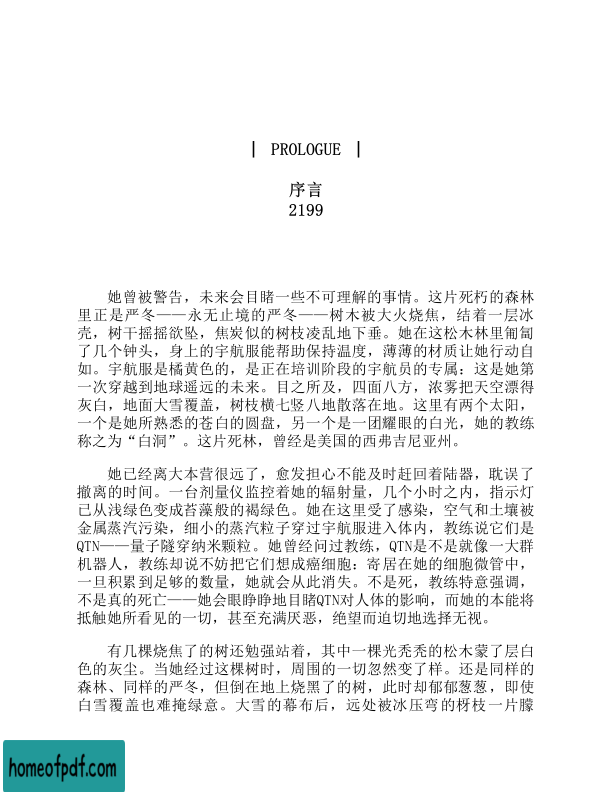 | PROLOGUE |
序言
2199
她曾被警告，未来会目睹一些不可理解的事情。这片死朽的森林
里正是严冬——永无止境的严冬——树木被大火烧焦，结着一层冰
壳，树干摇摇欲坠，焦炭似的树枝凌乱地下垂。她在这松木林里匍匐
了几个钟头，身上的宇航服能帮助保持温度，薄薄的材质让她行动自
如。宇航服是橘黄色的，是正在培训阶段的宇航员的专属：这是她第
一次穿越到地球遥远的未来。目之所及，四面八方，浓雾把天空漂得
灰白，地面大雪覆盖，树枝横七竖八地散落在地。这里有两个太阳，
一个是她所熟悉的苍白的圆盘，另一个是一团耀眼的白光，她的教练
称之为“白洞”。这片死林，曾经是美国的西弗吉尼亚州。
她已经离大本营很远了，愈发担心不能及时赶回着陆器，耽误了
撤离的时间。一台剂量仪监控着她的辐射量，几个小时之内，指示灯
已从浅绿色变成苔藻般的褐绿色。她在这里受了感染，空气和土壤被
金属蒸汽污染，细小的蒸汽粒子穿过宇航服进入体内，教练说它们是
QTN——量子隧穿纳米颗粒。她曾经问过教练，QTN是不是就像一大群
机器人，教练却说不妨把它们想成癌细胞：寄居在她的细胞微管中，
一旦积累到足够的数量，她就会从此消失。不是死，教练特意强调，
不是真的死亡——她会眼睁睁地目睹QTN对人体的影响，而她的本能将
抵触她所看见的一切，甚至充满厌恶，绝望而迫切地选择无视。
有几棵烧焦了的树还勉强站着，其中一棵光秃秃的松木蒙了层白
色的灰尘。当她经过这棵树时，周围的一切忽然变了样。还是同样的
森林、同样的严冬，但倒在地上烧黑了的树，此时却郁郁葱葱，即使
白雪覆盖也难掩绿意。大雪的幕布后，远处被冰压弯的枒枝一片朦
homeofpdf.com